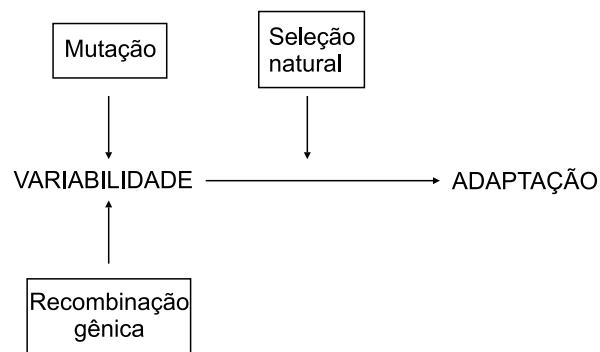 Mutação
Seleção
natural
VARIABILIDADE
ADAPTAÇÃO
Recombinação
gênica